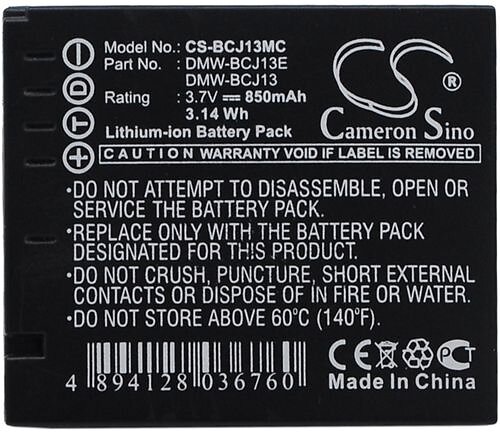 Model No.: CS-BCJ13MC
Part No.: DMW-BCJ13E
DMW-BCJ13
Rating : 3.7V 850mAh
3.14 Wh
Lithium-ion Battery Pack
CS
®
Cameron Sino
D
T
CAUTION: WARRANTY VOID IF LABEL IS REMOVED
•DO NOT ATTEMPT TO DISASSEMBLE, OPEN OR
SERVICE THE BATTERY PACK.
•REPLACE ONLY WITH THE BATTERY PACK
DESIGNATED FOR THIS PRODUCT.
•DO NOT CRUSH, PUNCTURE, SHORT EXTERNAL
CONTACTS OR DISPOSE OF IN FIRE OR WATER.
•DO NOT STORE ABOVE 60°C (140°F).
4 894128 036760
CE PC
Made In China